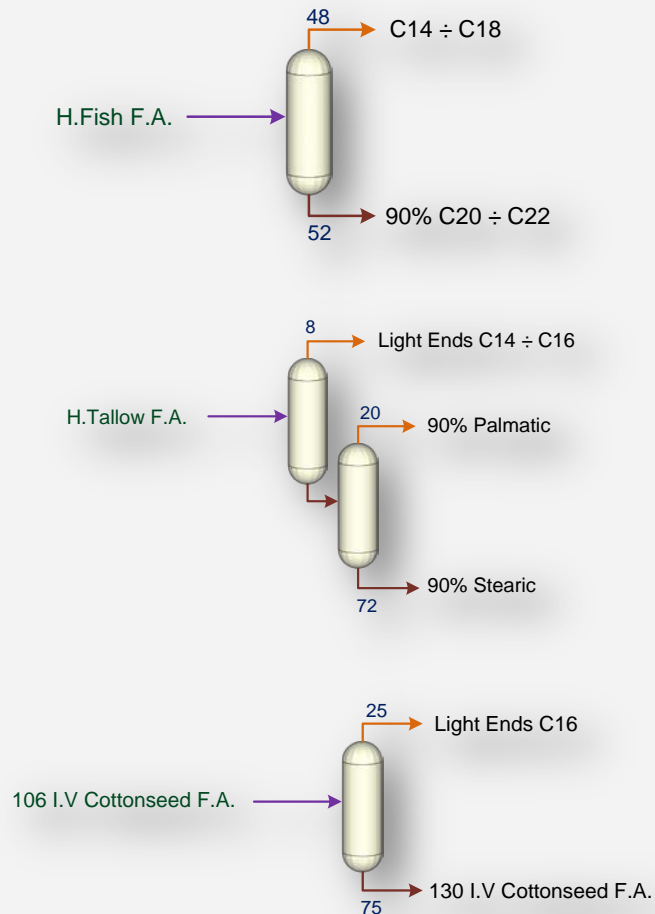 48
C14 ÷ C18
H.Fish F.A.
90% C20 ÷ C22
52
8
Light Ends C14 ÷ C16
20
H.Tallow F.A.
90% Palmatic
90% Stearic
72
25
Light Ends C16
106 I.V Cottonseed F.A.
130 I.V Cottonseed F.A.
75